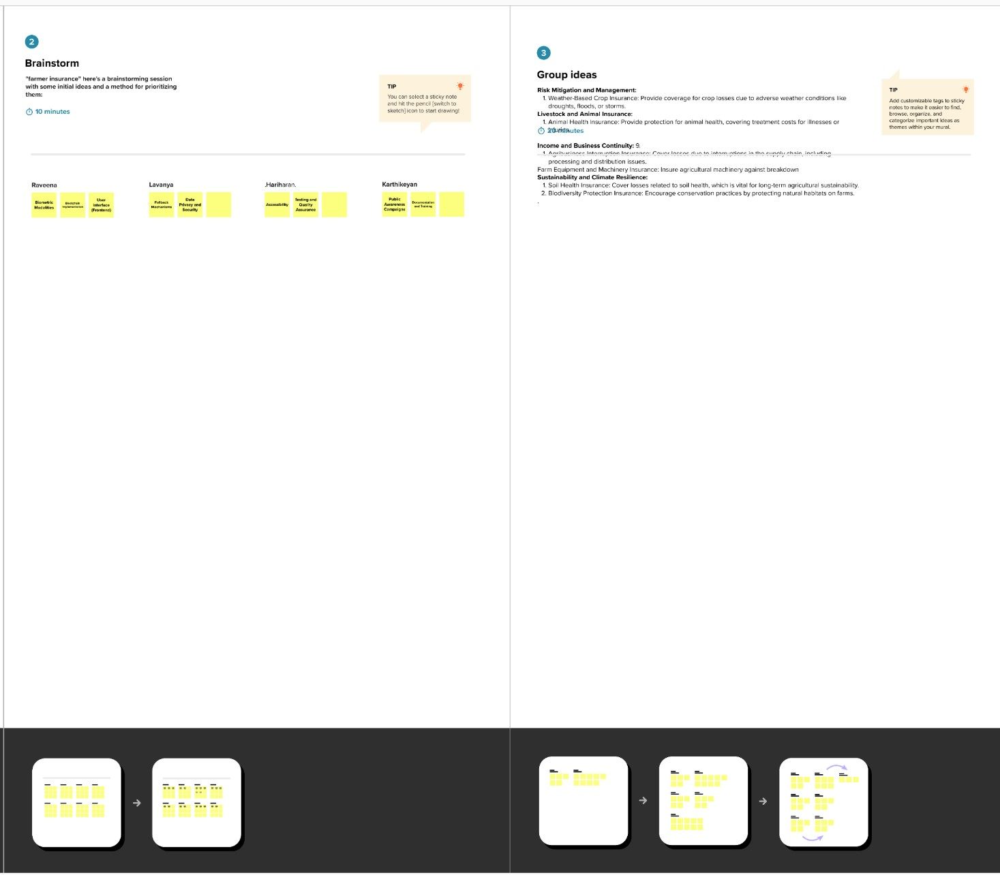 2
Brainstorm
"farmer insurance" here's a brainstorming session
with some initial ideas and a method for prioritizing
them:
10 minutes
TIP
You can select a sticky note
and hit the pencil [switch to
sketch] icon to start drawing!
Raveena
Biometric
Modalities
Blockchain
Implementation
User
Interface
(Frontend)
Lavanya
Fallback
Mechanisms
Data
Privacy and
Security
.Hariharan.
Accessibility
Testing and
Quality
Assurance
Karthikeyan
Public
Awareness
Campaigns
Documentation
and Training
3
Group ideas
Risk Mitigation and Management:
1. Weather-Based Crop Insurance: Provide coverage for crop losses due to adverse weather conditions like
droughts, floods, or storms.
Livestock and Animal Insurance:
1. Animal Health Insurance: Provide protection for animal health, covering treatment costs for illnesses or
20 minutes
Income and Business Continuity: 9.
1. Agribusiness Interruption Insurance: Cover losses due to interruptions in the supply chain, including
processing and distribution issues.
Farm Equipment and Machinery Insurance: Insure agricultural machinery against breakdown
Sustainability and Climate Resilience:
1. Soil Health Insurance: Cover losses related to soil health, which is vital for long-term agricultural sustainability.
2. Biodiversity Protection Insurance: Encourage conservation practices by protecting natural habitats on farms.
.
TIP
Add customizable tags to sticky
notes to make it easier to find,
browse, organize, and
categorize important ideas as
themes within your mural.